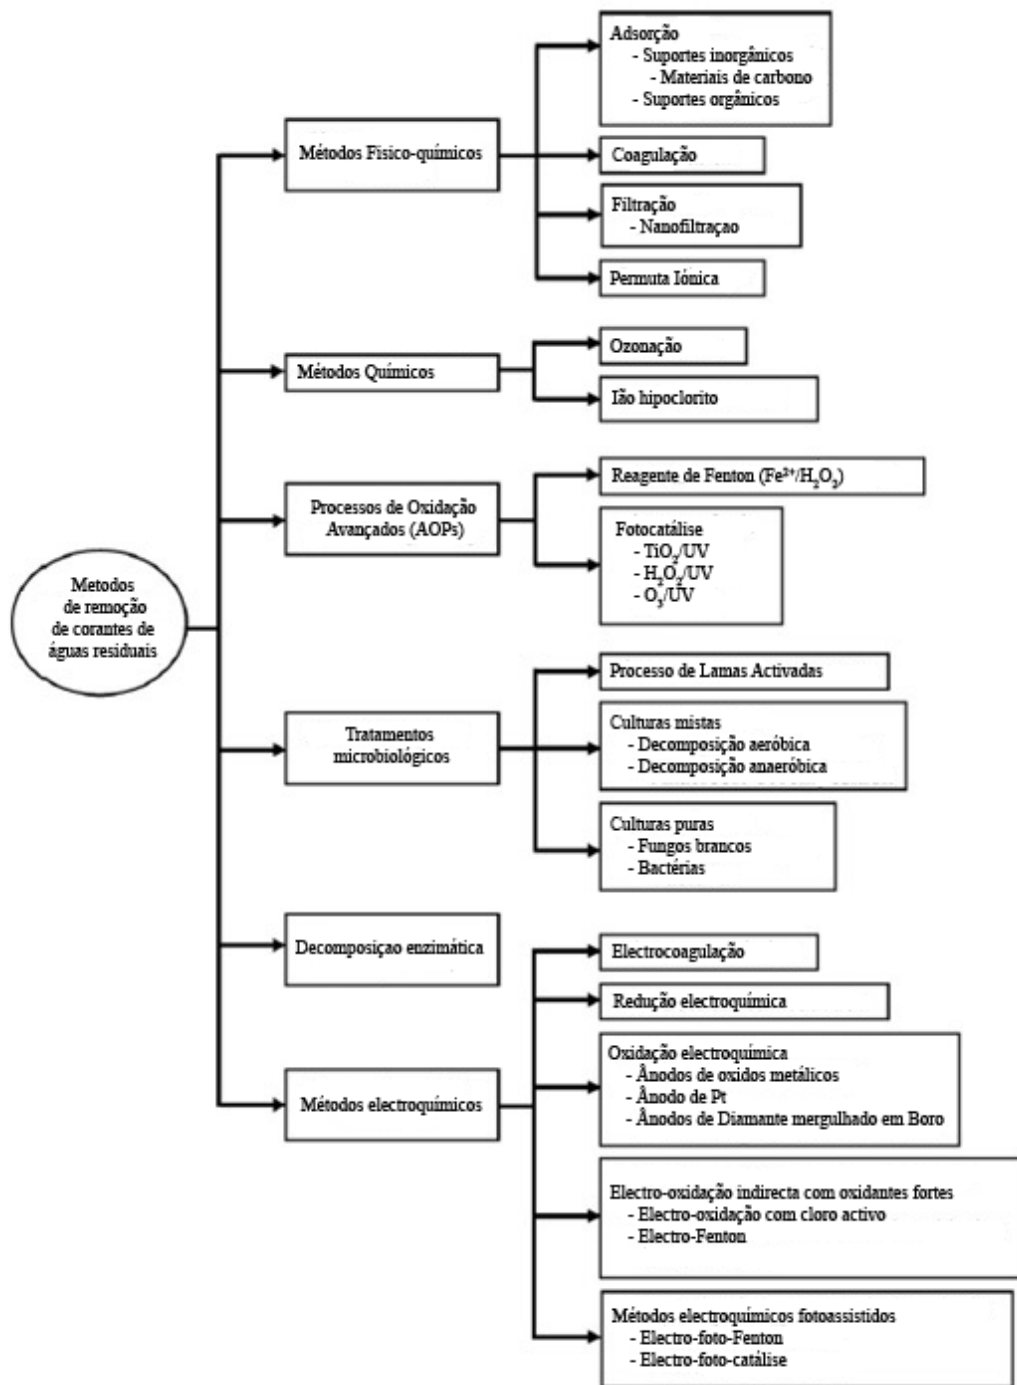 Metodos
de remoção
de corantes de
águas residuais
Métodos Fisico-químicos
Adsorção
- Suportes inorgânicos
- Materiais de carbono
- Suportes orgânicos
Coagulação
Filtração
- Nanofiltraçao
Permuta Iónica
Métodos Químicos
Ozonação
Ião hipoclorito
Processos de Oxidação
Avançados (AOPs)
Reagente de Fenton (Fe²⁺/H₂O₂)
Fotocatálise
- TiO₂/UV
- H₂O₂/UV
- O₃/UV
Tratamentos
microbiológicos
Processo de Lamas Activadas
Culturas mistas
- Decomposição aeróbica
- Decomposição anaeróbica
Culturas puras
- Fungos brancos
- Bactérias
Decomposiçao enzimática
Métodos electroquímicos
Electrocoagulação
Redução electroquímica
Oxidação electroquímica
- Ânodos de oxidos metálicos
- Ânodo de Pt
- Ânodos de Diamante mergulhado em Boro
Electro-oxidação indirecta com oxidantes fortes
- Electro-oxidação com cloro activo
- Electro-Fenton
Métodos electroquímicos fotoassistidos
- Electro-foto-Fenton
- Electro-foto-catálise